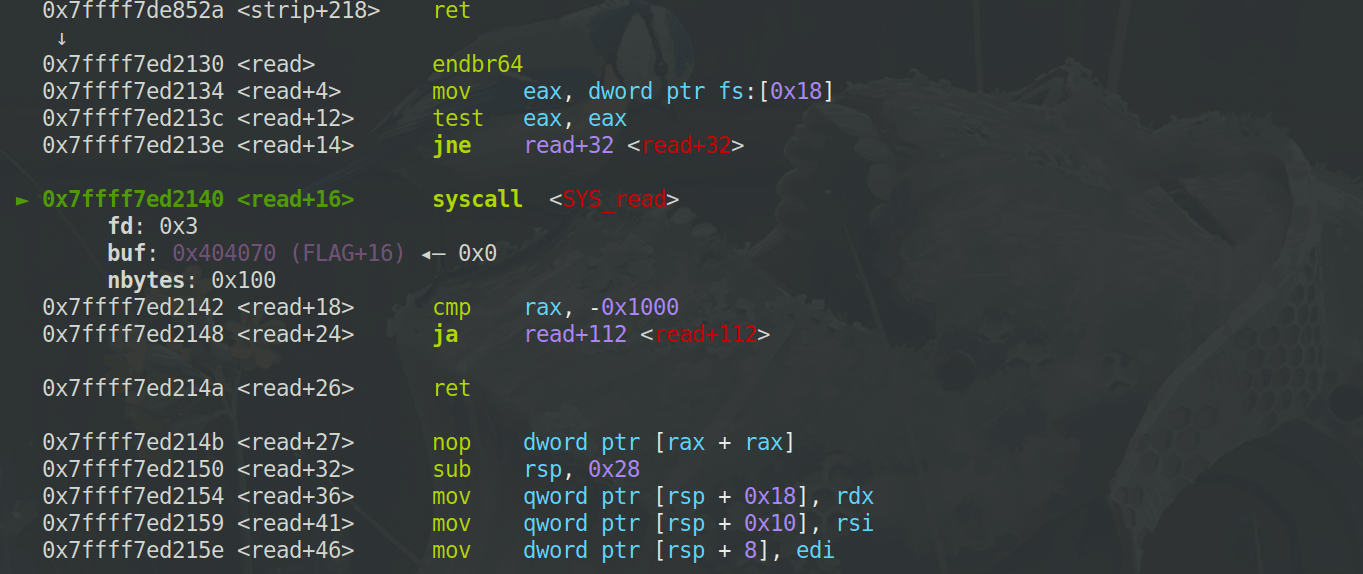 0x7ffff7de852a <strip+218> ret
↓
0x7ffff7ed2130 <read> endbr64
0x7ffff7ed2134 <read+4> mov eax, dword ptr fs:[0x18]
0x7ffff7ed213c <read+12> test eax, eax
0x7ffff7ed213e <read+14> jne read+32 <read+32>
► 0x7ffff7ed2140 <read+16> syscall <SYS_read>
fd: 0x3
buf: 0x404070 (FLAG+16) ◂— 0x0
nbytes: 0x100
0x7ffff7ed2142 <read+18> cmp rax, -0x1000
0x7ffff7ed2148 <read+24> ja read+112 <read+112>
0x7ffff7ed214a <read+26> ret
0x7ffff7ed214b <read+27> nop dword ptr [rax + rax]
0x7ffff7ed2150 <read+32> sub rsp, 0x28
0x7ffff7ed2154 <read+36> mov qword ptr [rsp + 0x18], rdx
0x7ffff7ed2159 <read+41> mov qword ptr [rsp + 0x10], rsi
0x7ffff7ed215e <read+46> mov dword ptr [rsp + 8], edi